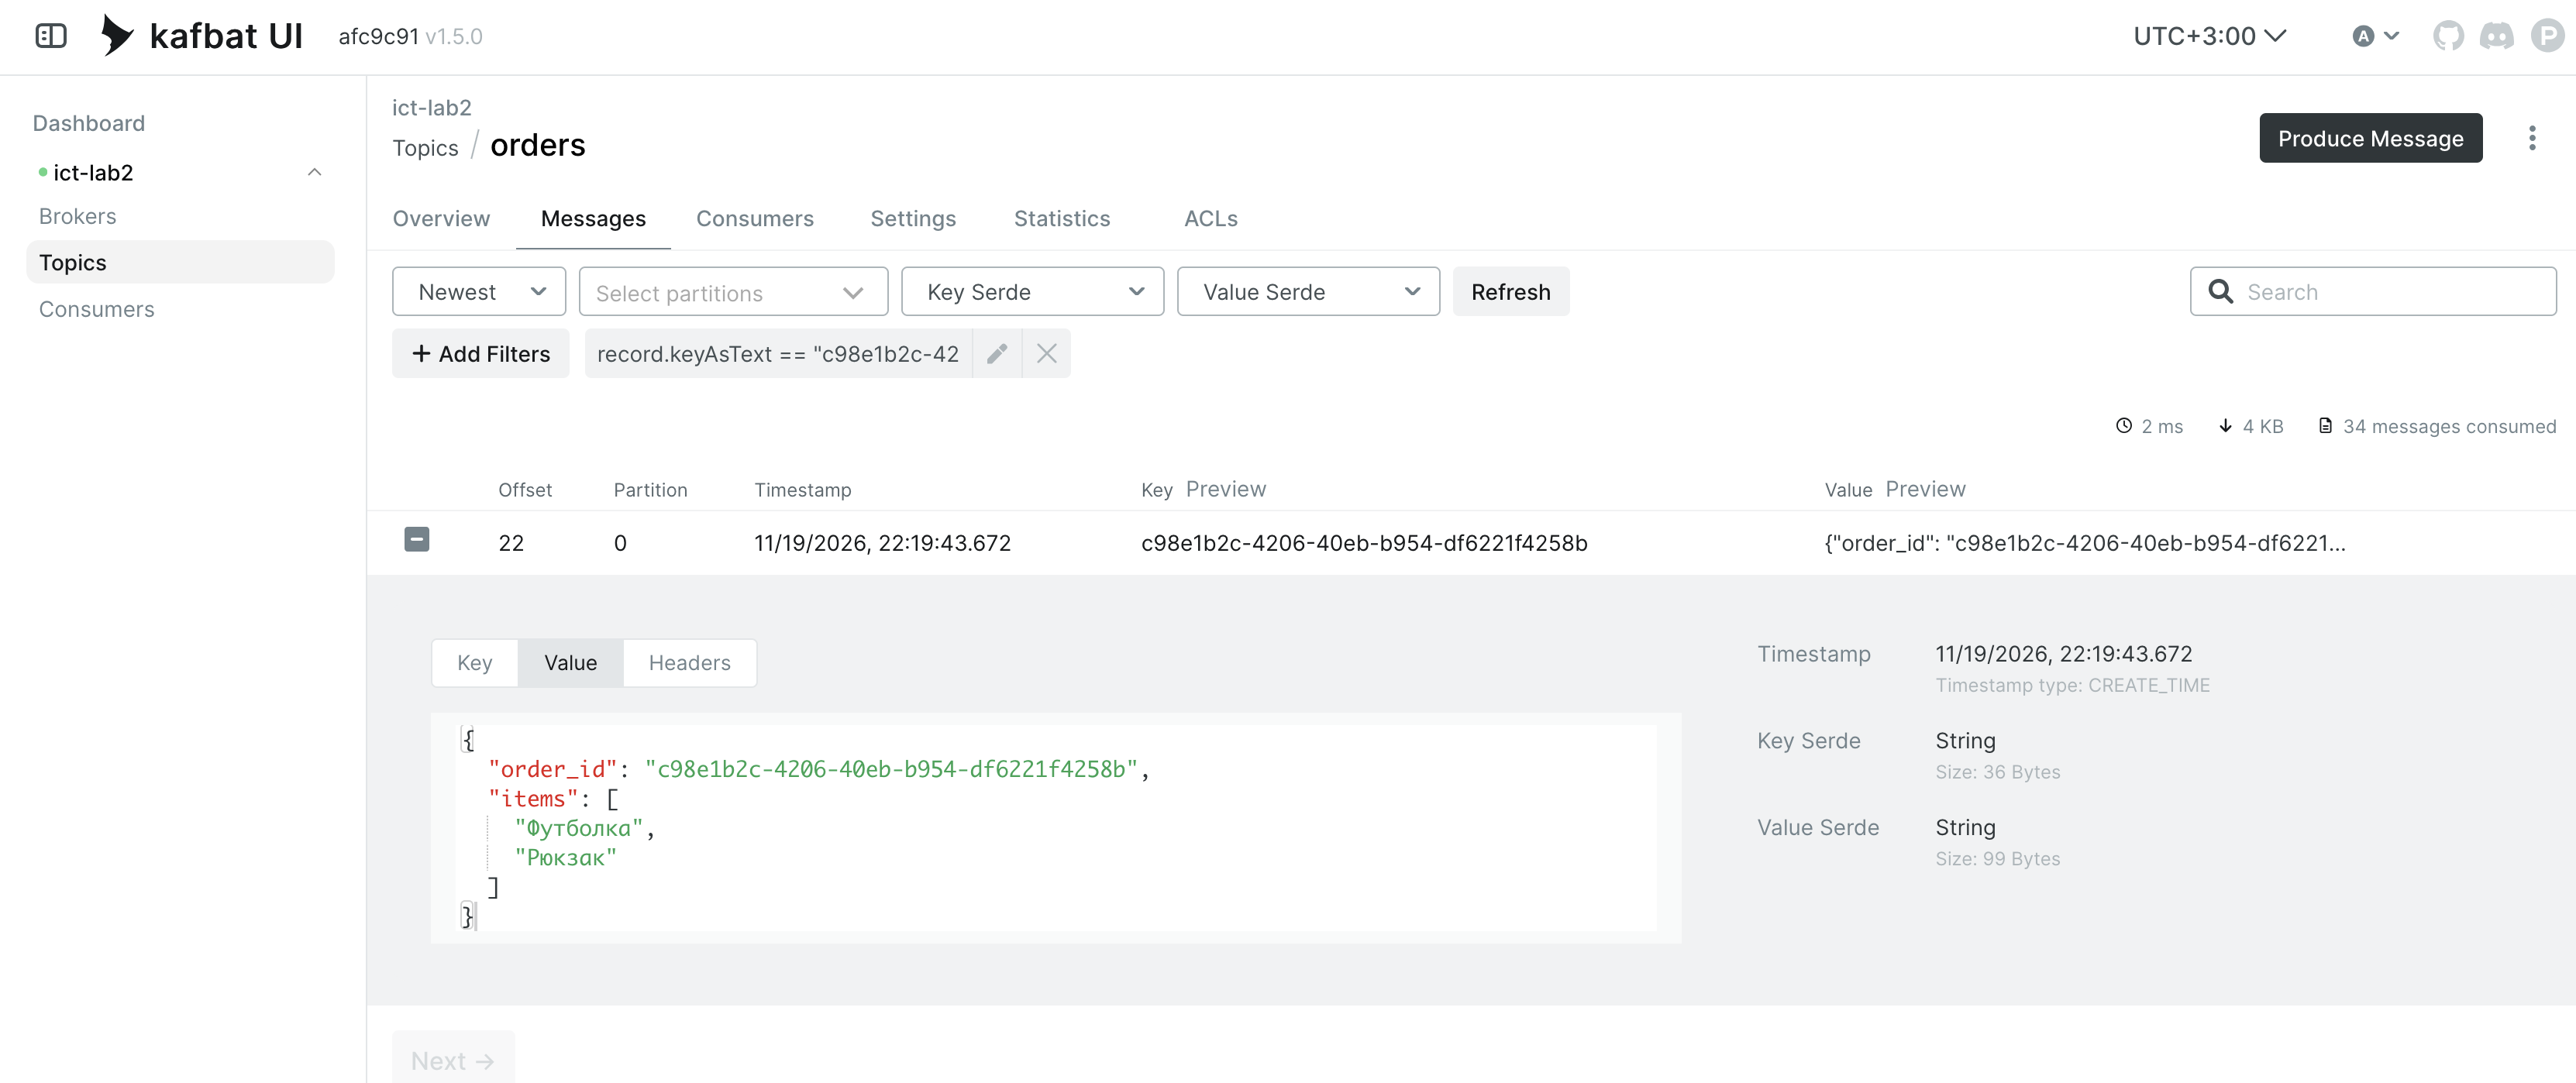 kafbat UI afc9c91 v1.5.0 UTC+3:00 A
Dashboard
ict-lab2
Brokers
Topics
Consumers
ict-lab2
Topics / orders
Produce Message
Overview Messages Consumers Settings Statistics ACLs
Newest Select partitions Key Serde Value Serde Refresh Search
+ Add Filters record.keyAsText == "c98e1b2c-42
2 ms 4 KB 34 messages consumed
Offset Partition Timestamp Key Preview Value Preview
22 0 11/19/2026, 22:19:43.672 c98e1b2c-4206-40eb-b954-df6221f4258b {"order_id": "c98e1b2c-4206-40eb-b954-df6221...
Key Value Headers
{
"order_id": "c98e1b2c-4206-40eb-b954-df6221f4258b",
"items": [
"Футболка",
"Рюкзак"
]
}
Timestamp 11/19/2026, 22:19:43.672
Timestamp type: CREATE_TIME
Key Serde String
Size: 36 Bytes
Value Serde String
Size: 99 Bytes
Next →